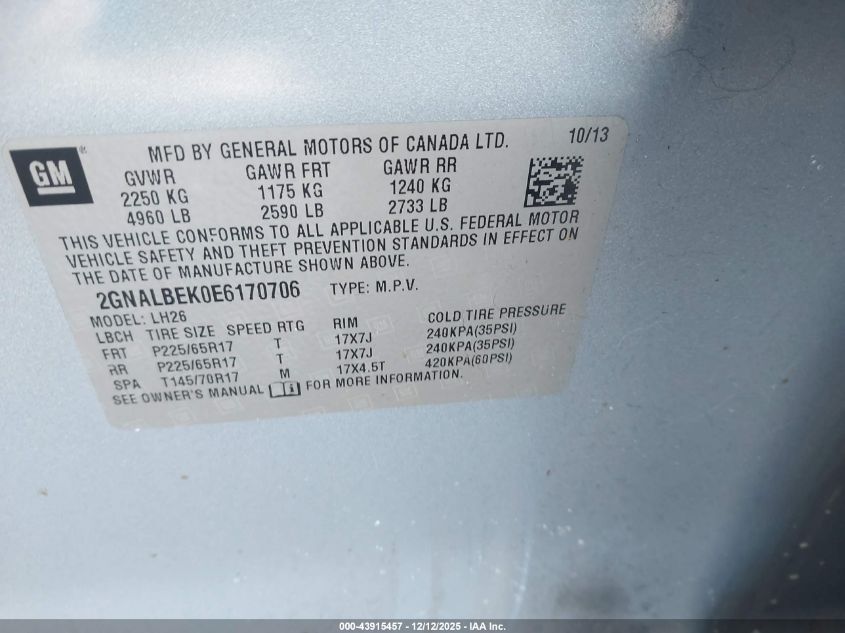 GM
MFD BY GENERAL MOTORS OF CANADA LTD. 10/13
GVWR GAWR FRT GAWR RR
2250 KG 1175 KG 1240 KG
4960 LB 2590 LB 2733 LB
THIS VEHICLE CONFORMS TO ALL APPLICABLE U.S. FEDERAL MOTOR
VEHICLE SAFETY AND THEFT PREVENTION STANDARDS IN EFFECT ON
THE DATE OF MANUFACTURE SHOWN ABOVE.
2GNALBEK0E6170706 TYPE: M.P.V.
MODEL: LH26
LBCH TIRE SIZE SPEED RTG RIM COLD TIRE PRESSURE
FRT P225/65R17 T 17X7J 240KPA(35PSI)
RR P225/65R17 T 17X7J 240KPA(35PSI)
SPA T145/70R17 M 17X4.5T 420KPA(60PSI)
SEE OWNER'S MANUAL FOR MORE INFORMATION.
000-43915457 - 12/12/2025 - IAA Inc.